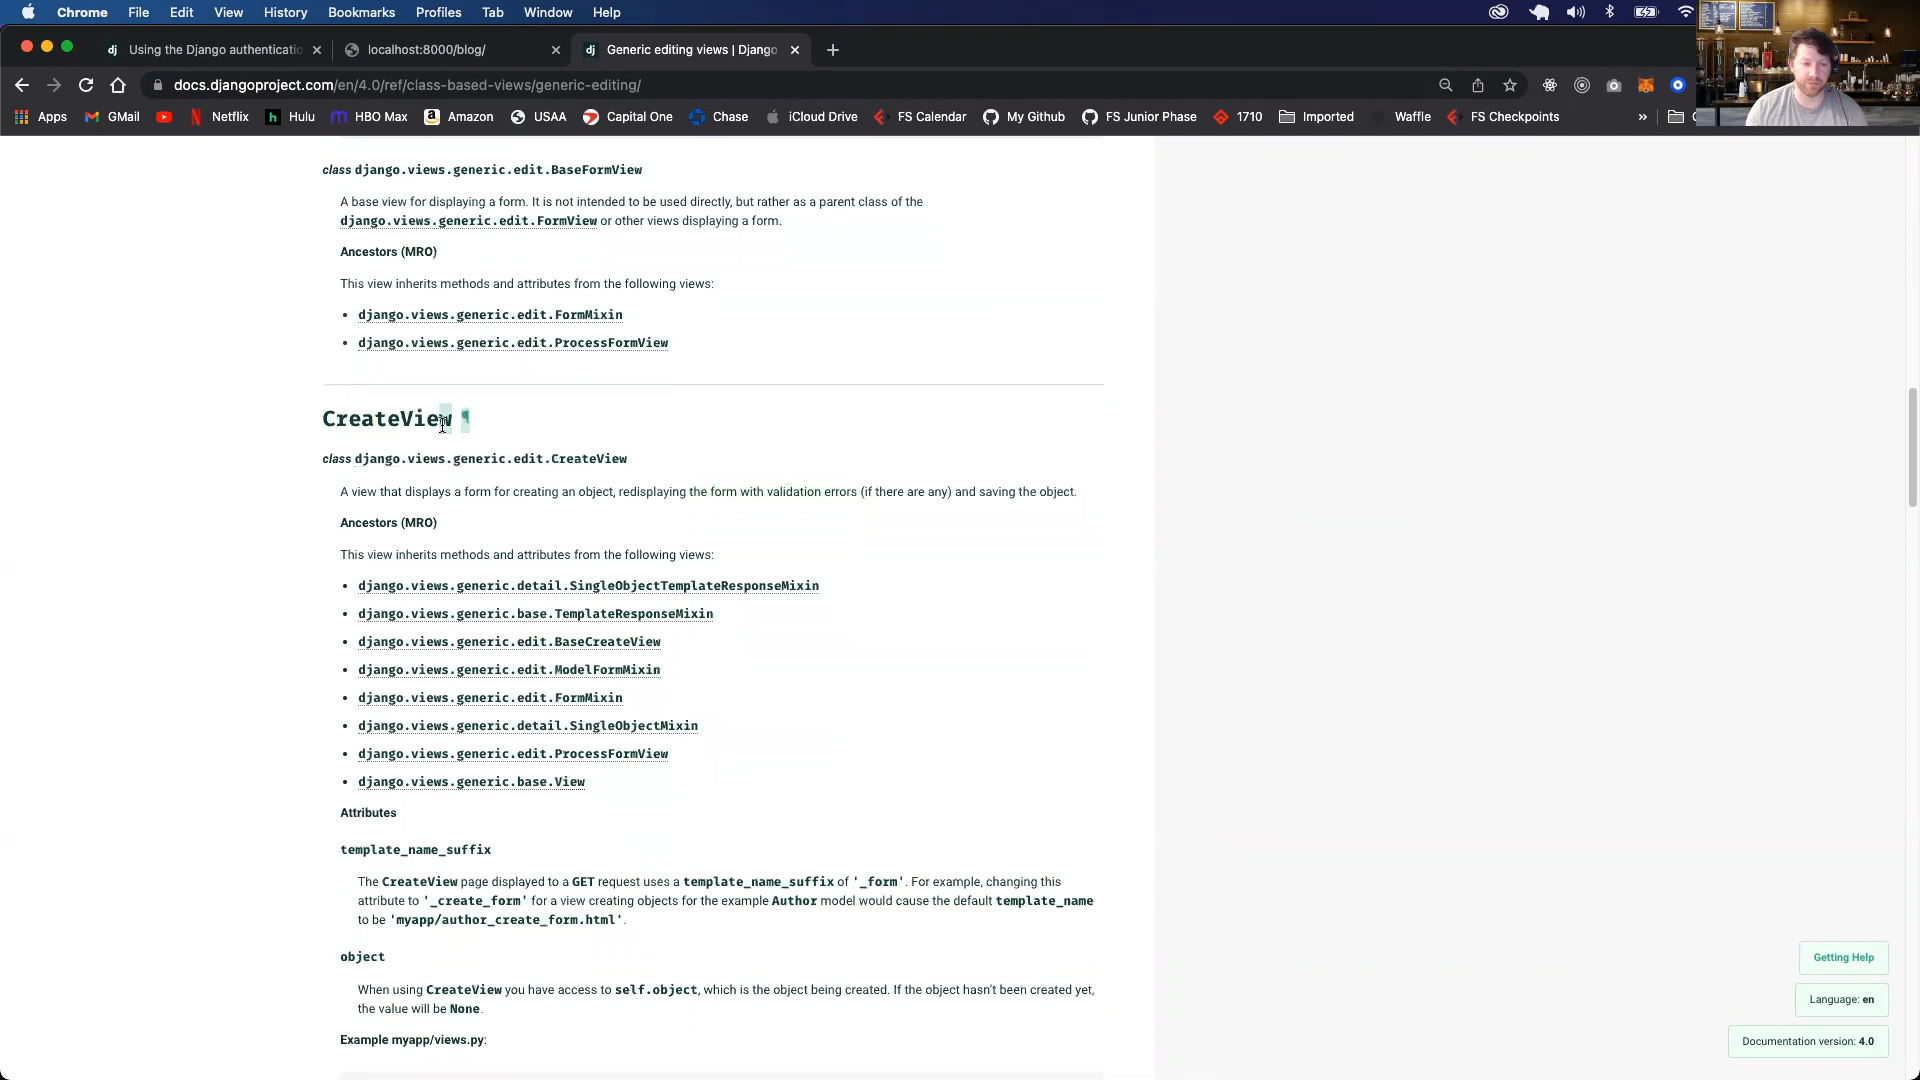 Chrome File Edit View History Bookmarks Profiles Tab Window Help
dj Using the Django authenticatio
localhost:8000/blog/
dj Generic editing views | Django
docs.djangoproject.com/en/4.0/ref/class-based-views/generic-editing/
Apps GMail Netflix h Hulu HBO Max a Amazon USAA Capital One Chase iCloud Drive FS Calendar My Github FS Junior Phase 1710 Imported Waffle FS Checkpoints »
class django.views.generic.edit.BaseFormView
A base view for displaying a form. It is not intended to be used directly, but rather as a parent class of the
django.views.generic.edit.FormView or other views displaying a form.
Ancestors (MRO)
This view inherits methods and attributes from the following views:
• django.views.generic.edit.FormMixin
• django.views.generic.edit.ProcessFormView
CreateView ¶
class django.views.generic.edit.CreateView
A view that displays a form for creating an object, redisplaying the form with validation errors (if there are any) and saving the object.
Ancestors (MRO)
This view inherits methods and attributes from the following views:
• django.views.generic.detail.SingleObjectTemplateResponseMixin
• django.views.generic.base.TemplateResponseMixin
• django.views.generic.edit.BaseCreateView
• django.views.generic.edit.ModelFormMixin
• django.views.generic.edit.FormMixin
• django.views.generic.detail.SingleObjectMixin
• django.views.generic.edit.ProcessFormView
• django.views.generic.base.View
Attributes
template_name_suffix
The CreateView page displayed to a GET request uses a template_name_suffix of '_form'. For example, changing this
attribute to '_create_form' for a view creating objects for the example Author model would cause the default template_name
to be 'myapp/author_create_form.html'.
object
When using CreateView you have access to self.object, which is the object being created. If the object hasn't been created yet,
the value will be None.
Example myapp/views.py:
Getting Help
Language: en
Documentation version: 4.0